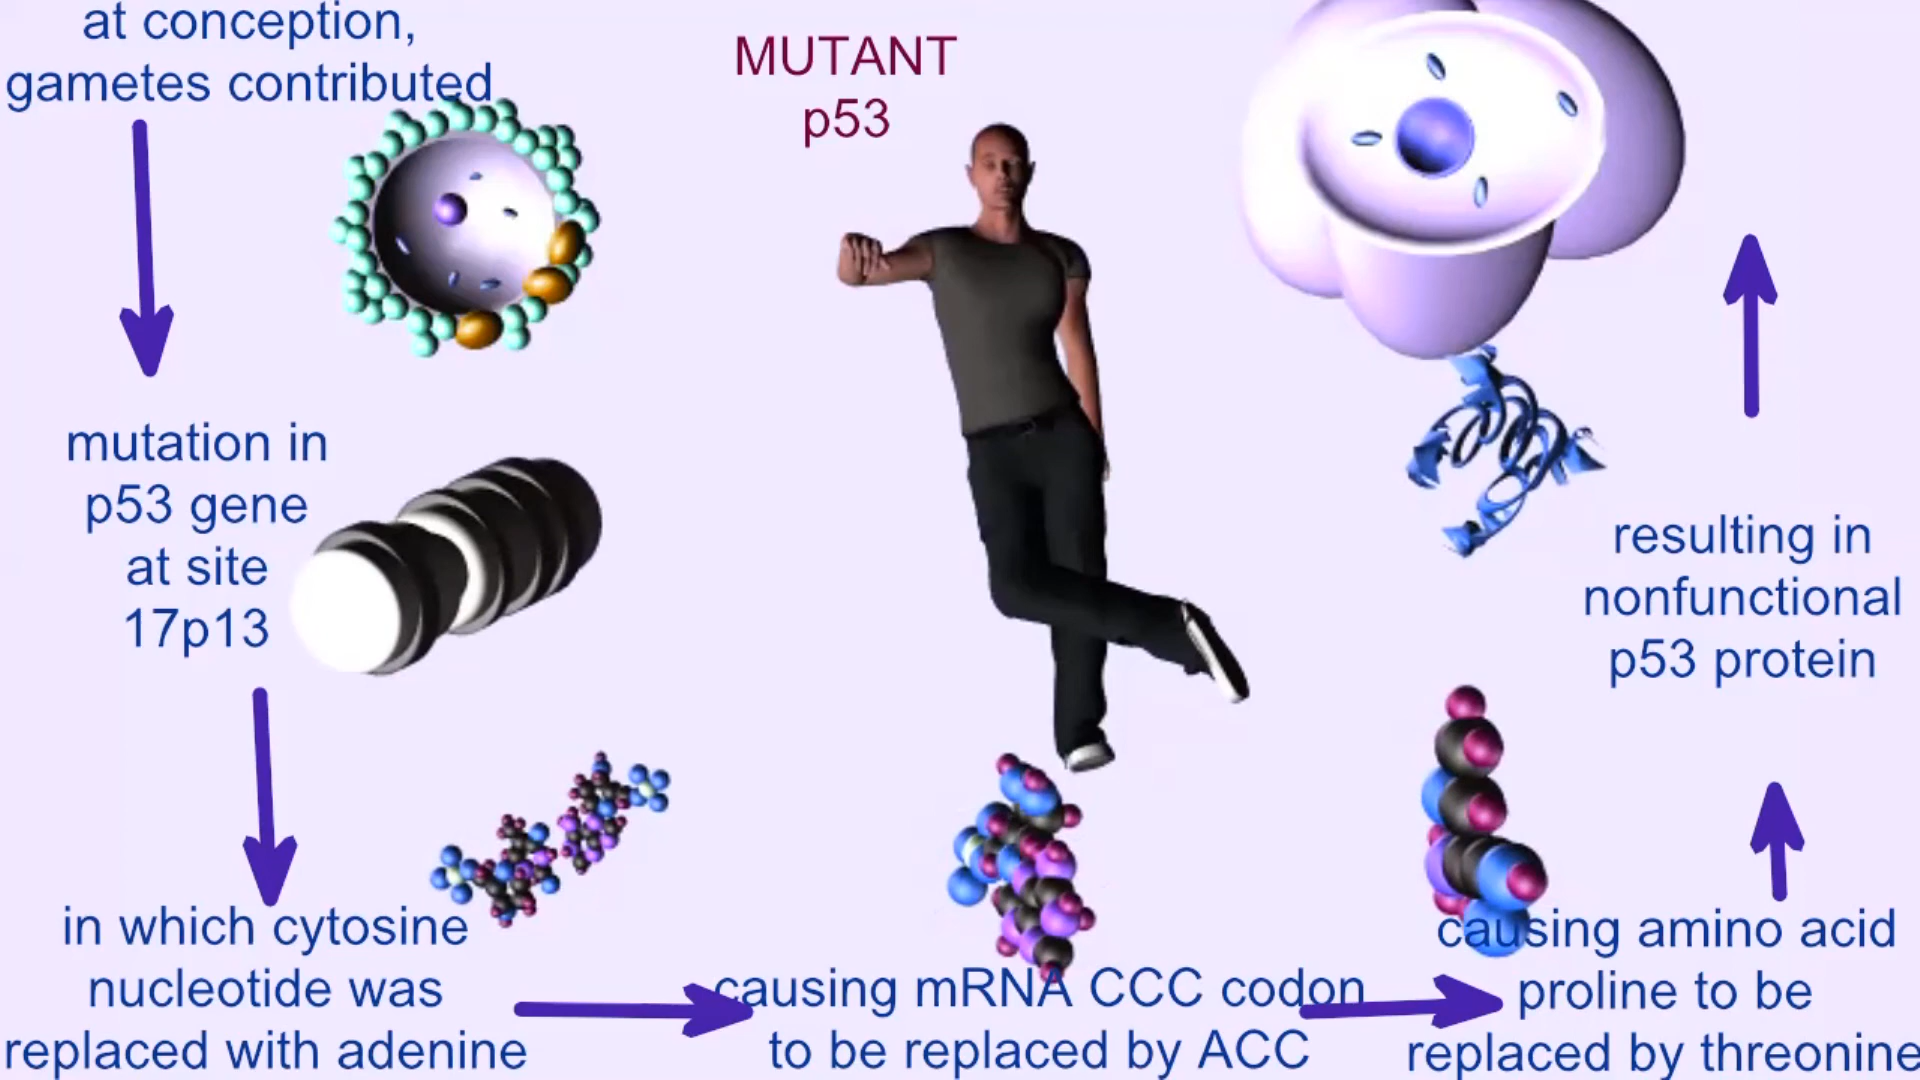 at conception,
gametes contributed
MUTANT
p53
mutation in
p53 gene
at site
17p13
in which cytosine
nucleotide was
replaced with adenine
causing mRNA CCC codon
to be replaced by ACC
causing amino acid
proline to be
replaced by threonine
resulting in
nonfunctional
p53 protein